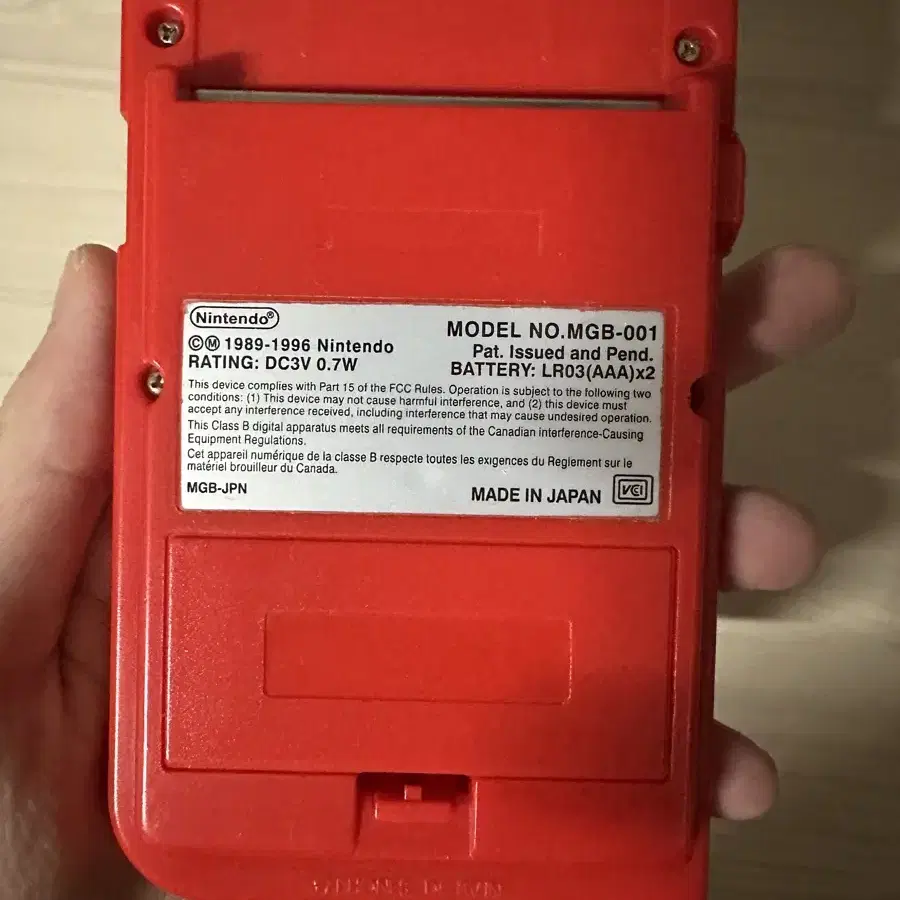 Nintendo®
©Ⓜ 1989-1996 Nintendo
RATING: DC3V 0.7W
MODEL NO.MGB-001
Pat. Issued and Pend.
BATTERY: LR03(AAA)x2
This device complies with Part 15 of the FCC Rules. Operation is subject to the following two
conditions: (1) This device may not cause harmful interference, and (2) this device must
accept any interference received, including interference that may cause undesired operation.
This Class B digital apparatus meets all requirements of the Canadian Interference-Causing
Equipment Regulations.
Cet appareil numérique de la classe B respecte toutes les exigences du Reglement sur le
matériel brouilleur du Canada.
MGB-JPN
MADE IN JAPAN
VCI